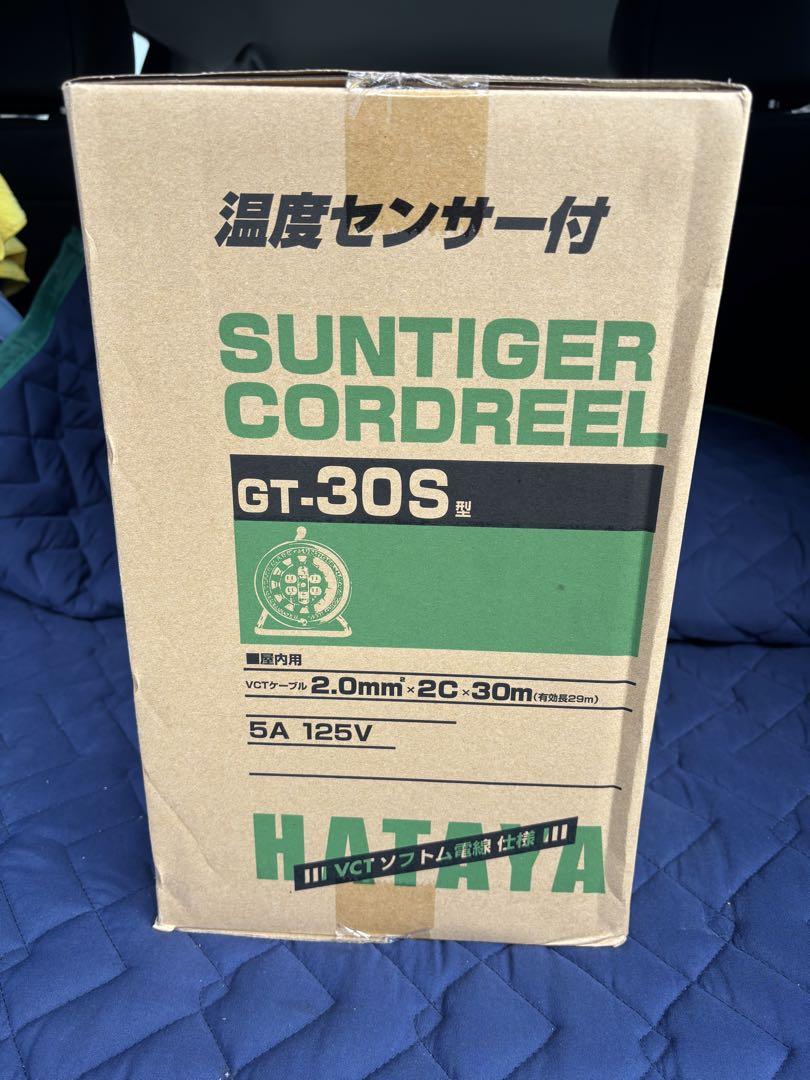 温度センサー付
SUNTIGER
CORDREEL
GT-30S型
■屋内用
VCTケーブル 2.0mm²×2C×30m(有効長29m)
5A 125V
HATAYA
VCTソフトム電線 仕様